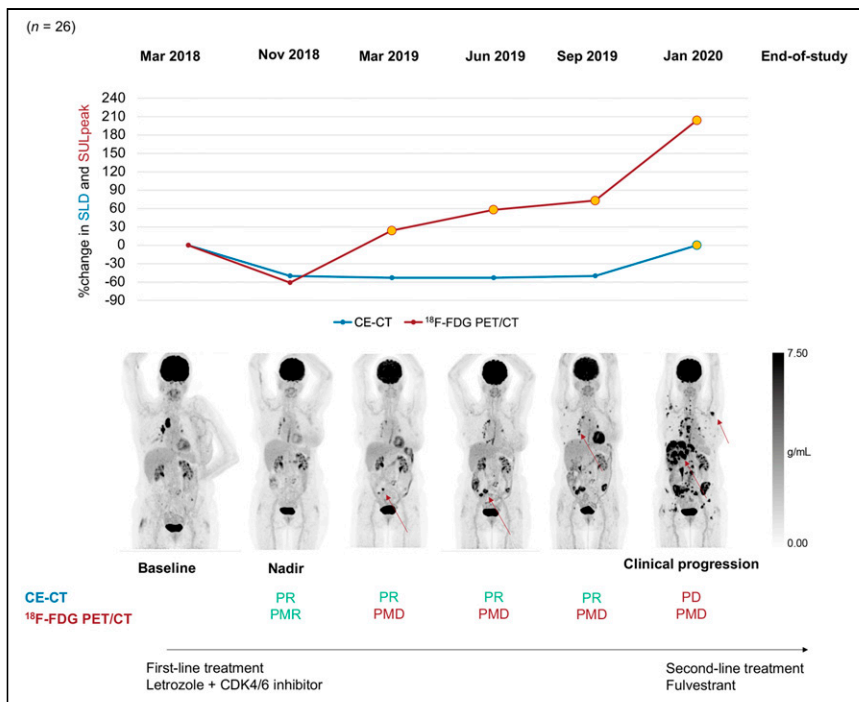 (n = 26)
Mar 2018 Nov 2018 Mar 2019 Jun 2019 Sep 2019 Jan 2020 End-of-study
%change in SLD and SULpeak
240
210
180
150
120
90
60
30
0
-30
-60
-90
CE-CT ¹⁸F-FDG PET/CT
7.50
g/mL
0.00
Baseline Nadir Clinical progression
CE-CT PR PR PR PR PD
¹⁸F-FDG PET/CT PMR PMD PMD PMD PMD
First-line treatment Second-line treatment
Letrozole + CDK4/6 inhibitor Fulvestrant